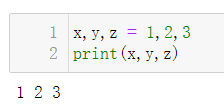 1 x,y,z = 1,2,3
2 print(x,y,z)
1 2 3